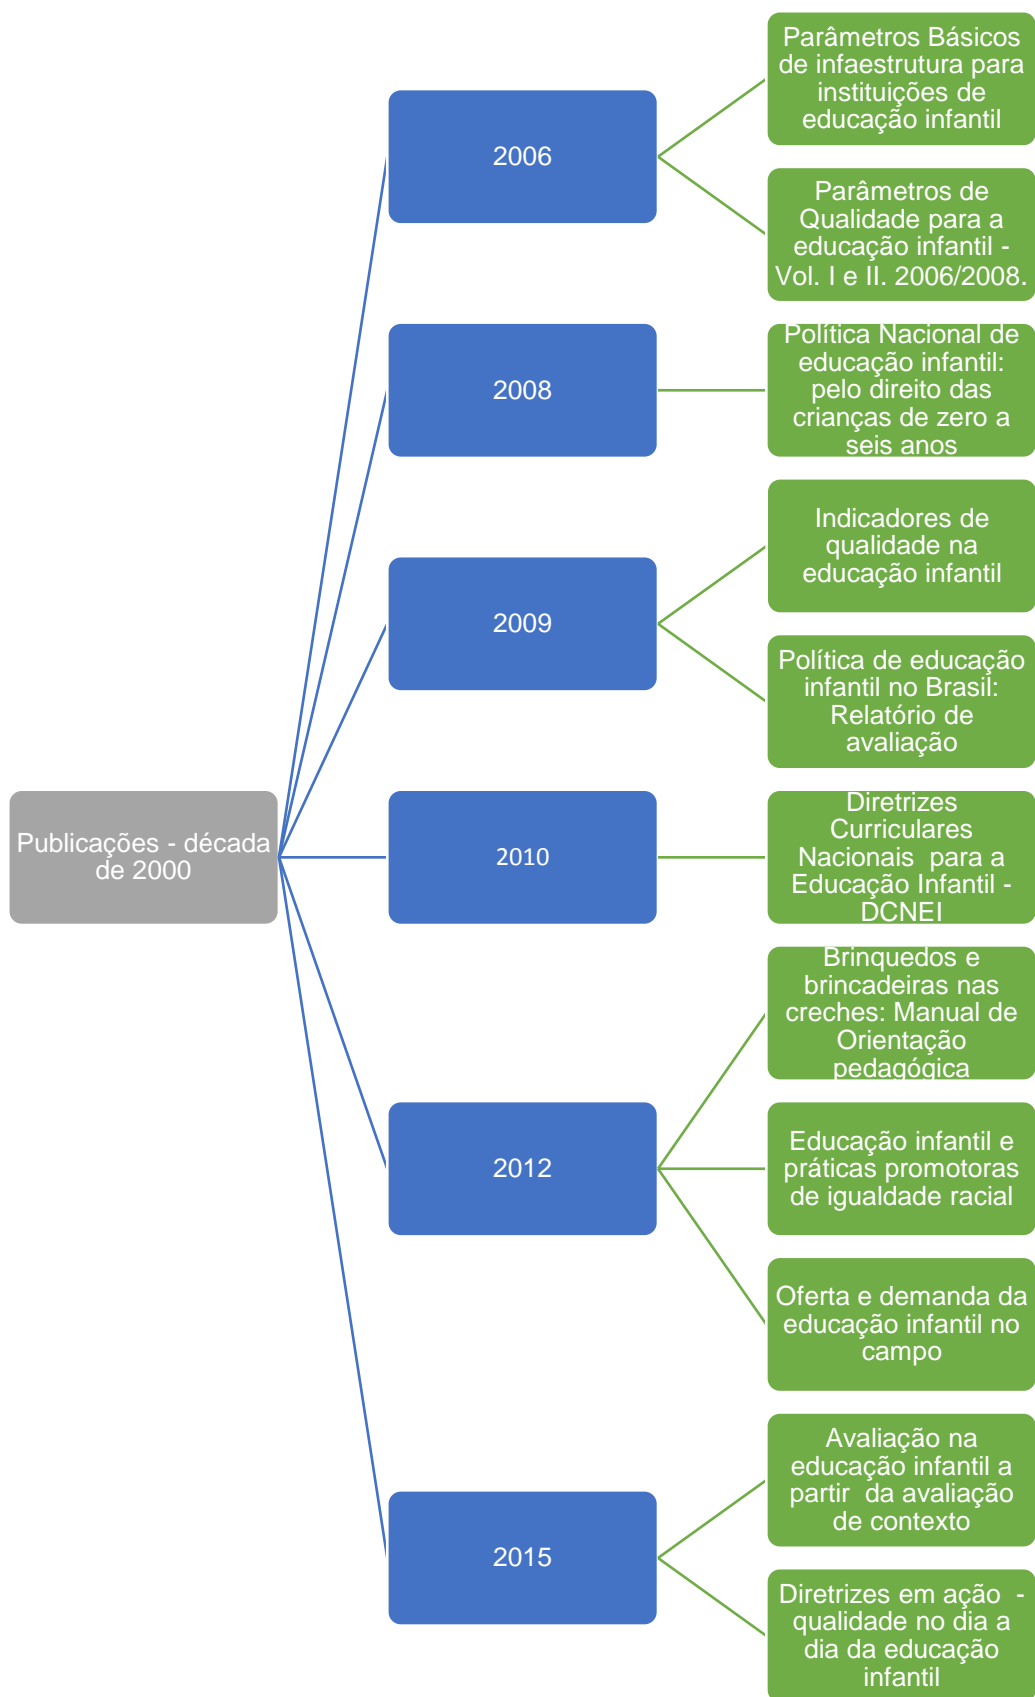 Publicações - década
de 2000
2006
Parâmetros Básicos
de infaestrutura para
instituições de
educação infantil
Parâmetros de
Qualidade para a
educação infantil -
Vol. I e II. 2006/2008.
2008
Política Nacional de
educação infantil:
pelo direito das
crianças de zero a
seis anos
2009
Indicadores de
qualidade na
educação infantil
Política de educação
infantil no Brasil:
Relatório de
avaliação
2010
Diretrizes
Curriculares
Nacionais para a
Educação Infantil -
DCNEI
2012
Brinquedos e
brincadeiras nas
creches: Manual de
Orientação
pedagógica
Educação infantil e
práticas promotoras
de igualdade racial
Oferta e demanda da
educação infantil no
campo
2015
Avaliação na
educação infantil a
partir da avaliação
de contexto
Diretrizes em ação -
qualidade no dia a
dia da educação
infantil